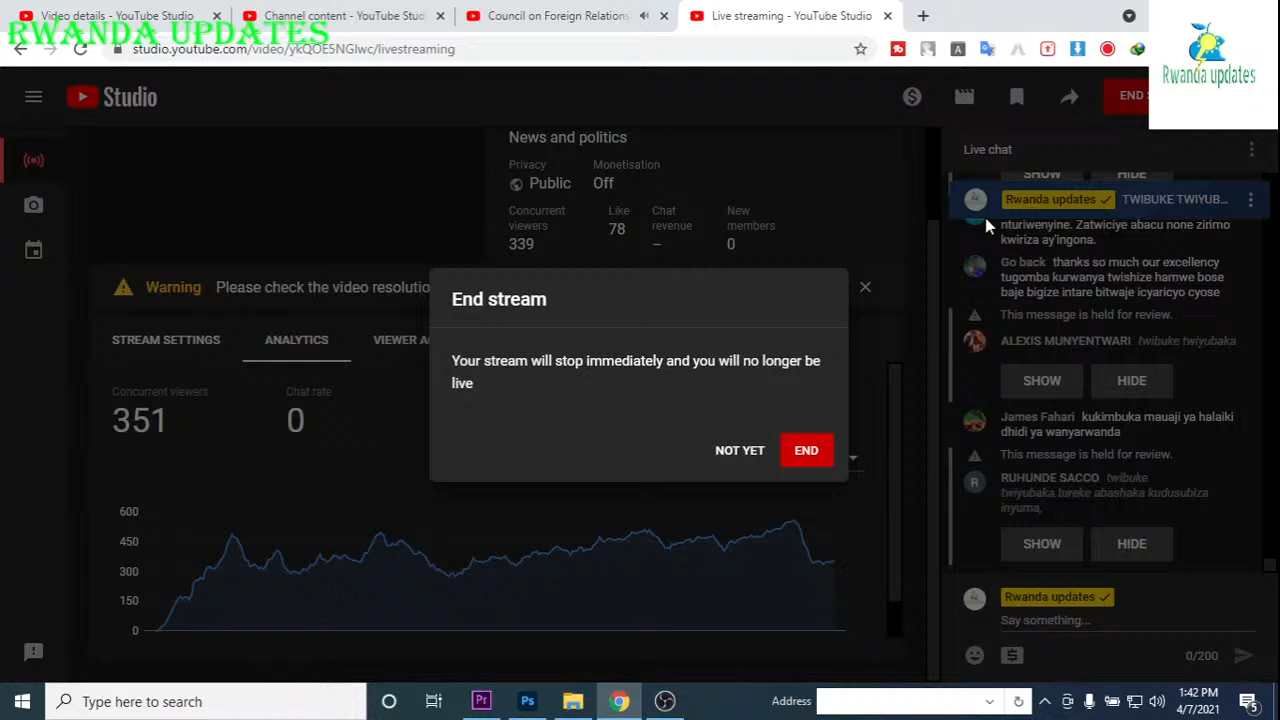 Video details - YouTube Studio
Channel content - YouTube Studi
Council on Foreign Relations
Live streaming - YouTube Studio
RWANDA UPDATES
studio.youtube.com/video/ykQOE5NGlwc/livestreaming
Rwanda updates
Studio
END
News and politics
Privacy
Monetisation
Public
Off
Concurrent viewers
Like
Chat revenue
New members
339
78
–
0
Warning
Please check the video resolutio
STREAM SETTINGS
ANALYTICS
VIEWER A
Concurrent viewers
Chat rate
351
0
600
450
300
150
0
End stream
Your stream will stop immediately and you will no longer be
live
NOT YET
END
Live chat
SHOW
HIDE
Rwanda updates
TWIBUKE TWIYUB...
nturiwenyine. Zatwiciye abacu none zirimo
kwiriza ay'ingona.
Go back thanks so much our excellency
tugomba kurwanya twishize hamwe bose
baje bigize intare bitwaje icyaricyo cyose
This message is held for review.
ALEXIS MUNYENTWARI twibuke twiyubaka
SHOW
HIDE
James Fahari kukimbuka mauaji ya halaiki
dhidi ya wanyarwanda
This message is held for review.
RUHUNDE SACCO twibuke
twiyubaka.tureke abashaka kudusubiza
inyuma,
SHOW
HIDE
Rwanda updates
Say something...
0/200
Type here to search
Pr
Ps
Address
1:42 PM
4/7/2021
5